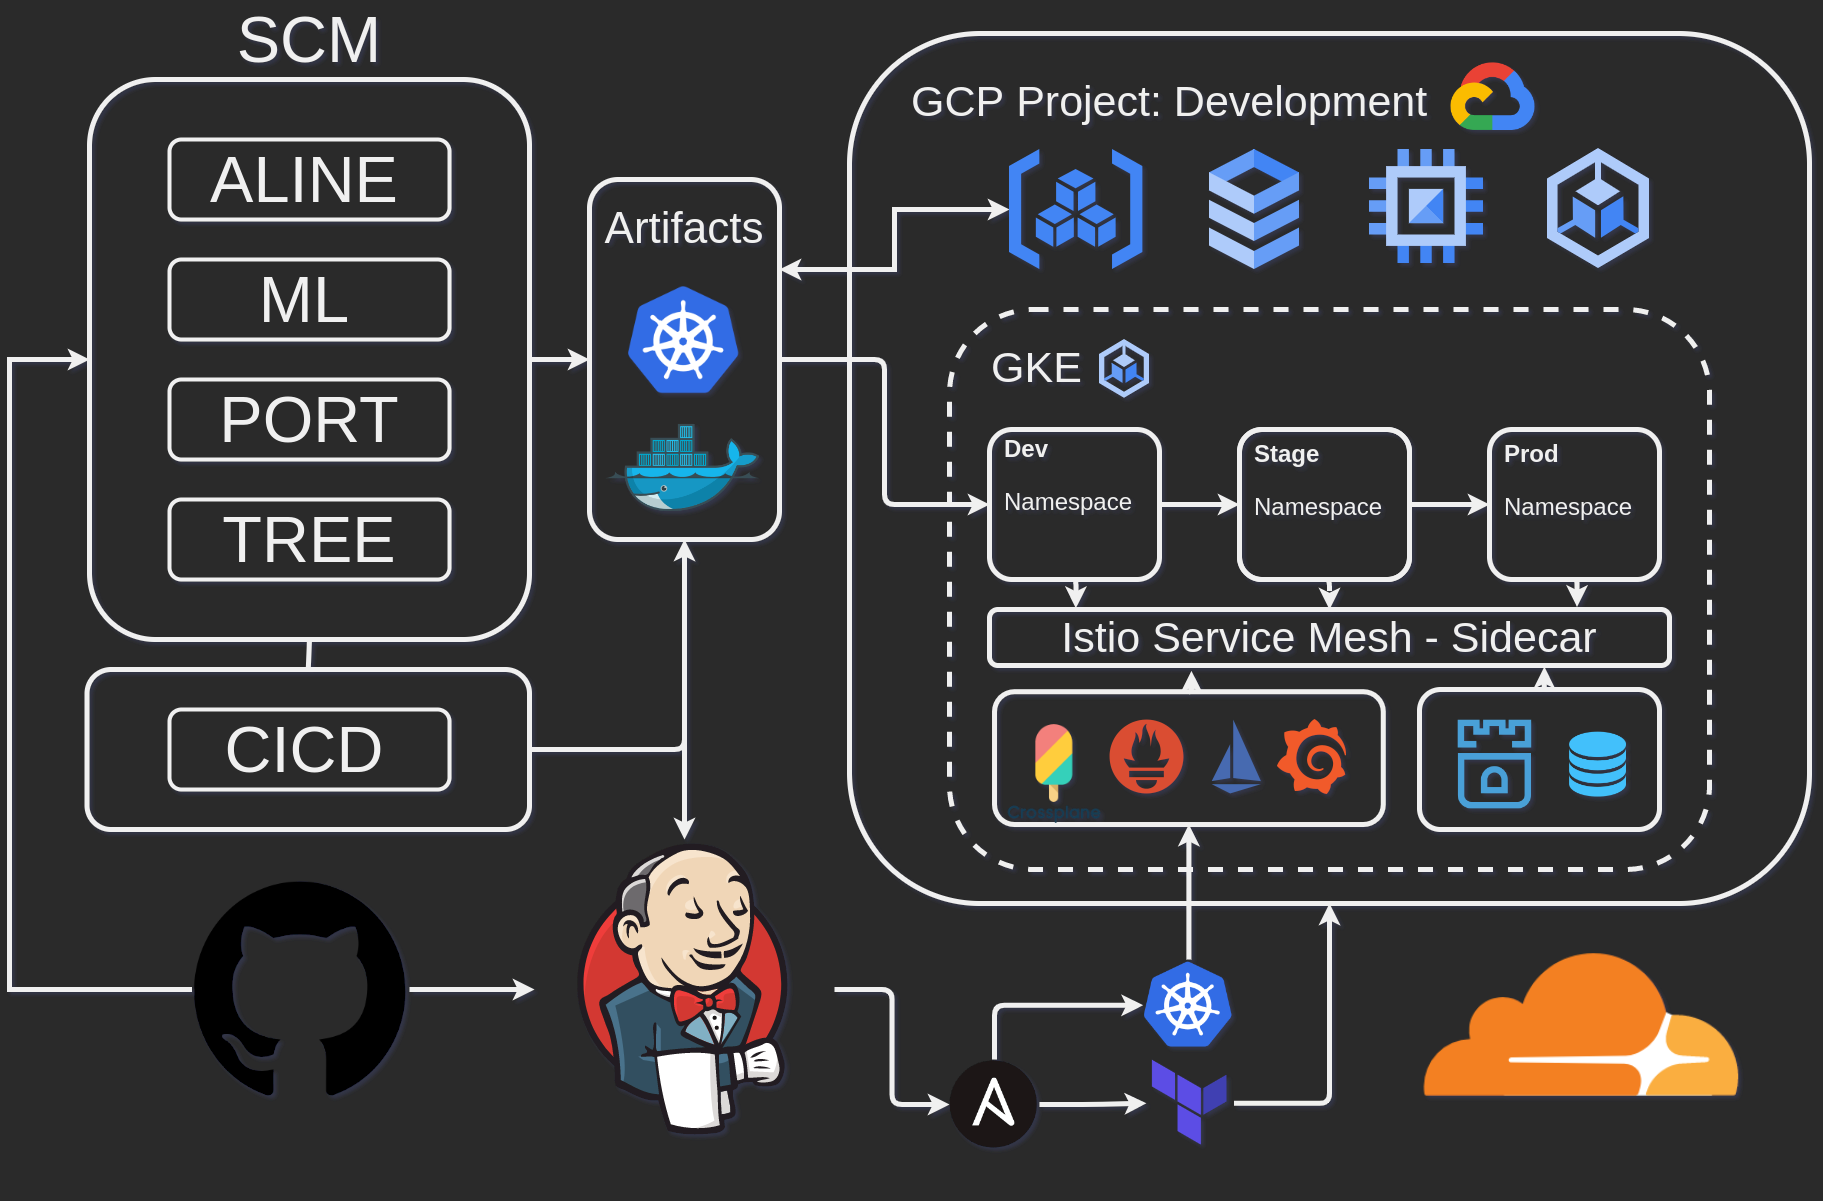 SCM
ALINE
ML
PORT
TREE
CICD
Artifacts
GCP Project: Development
GKE
Dev
Namespace
Stage
Namespace
Prod
Namespace
Istio Service Mesh - Sidecar
Crossplane